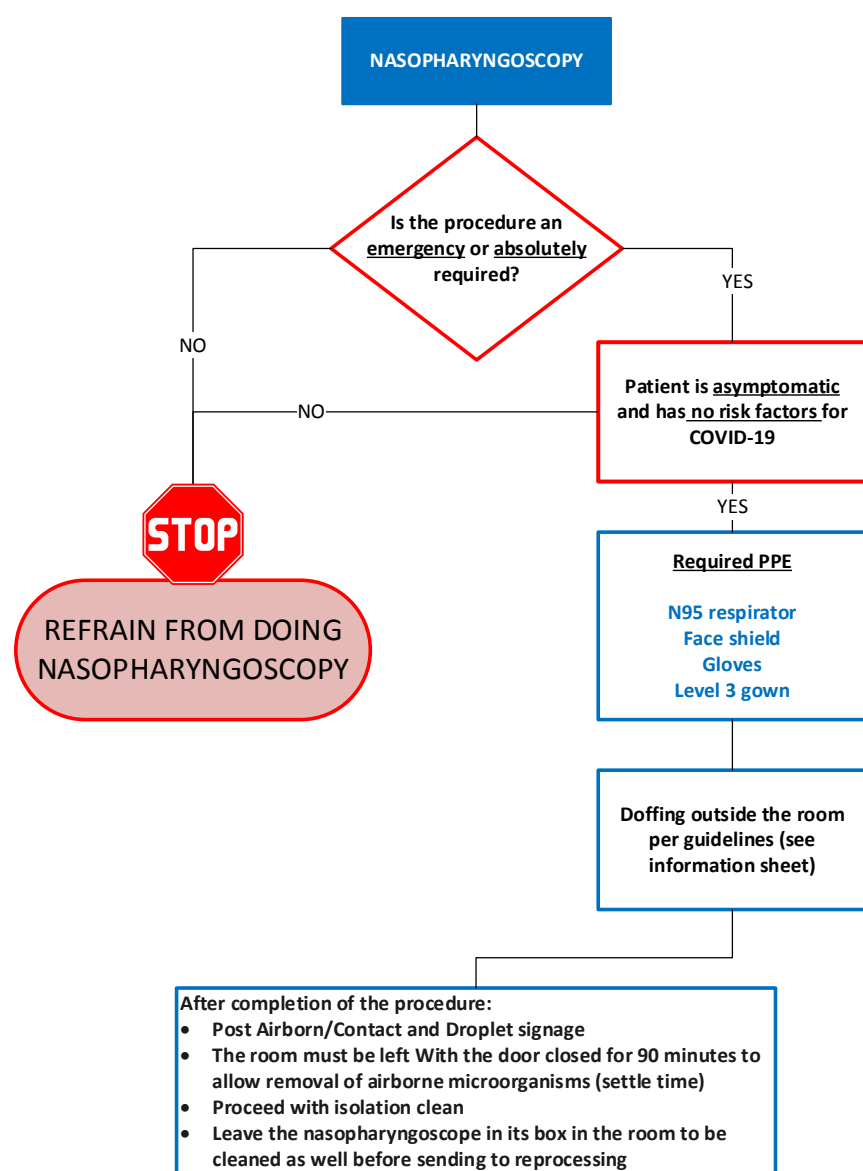 NASOPHARYNGOSCOPY
Is the procedure an
emergency or absolutely
required?
YES
NO
Patient is asymptomatic
and has no risk factors for
COVID-19
NO
YES
STOP
REFRAIN FROM DOING
NASOPHARYNGOSCOPY
Required PPE
N95 respirator
Face shield
Gloves
Level 3 gown
Doffing outside the room
per guidelines (see
information sheet)
After completion of the procedure:
• Post Airborn/Contact and Droplet signage
• The room must be left With the door closed for 90 minutes to
allow removal of airborne microorganisms (settle time)
• Proceed with isolation clean
• Leave the nasopharyngoscope in its box in the room to be
cleaned as well before sending to reprocessing